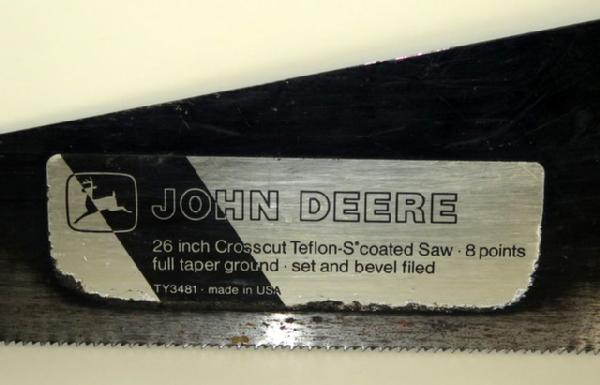 JOHN DEERE
26 inch Crosscut Teflon-S®coated Saw · 8 points
full taper ground · set and bevel filed
TY3481 · made in USA